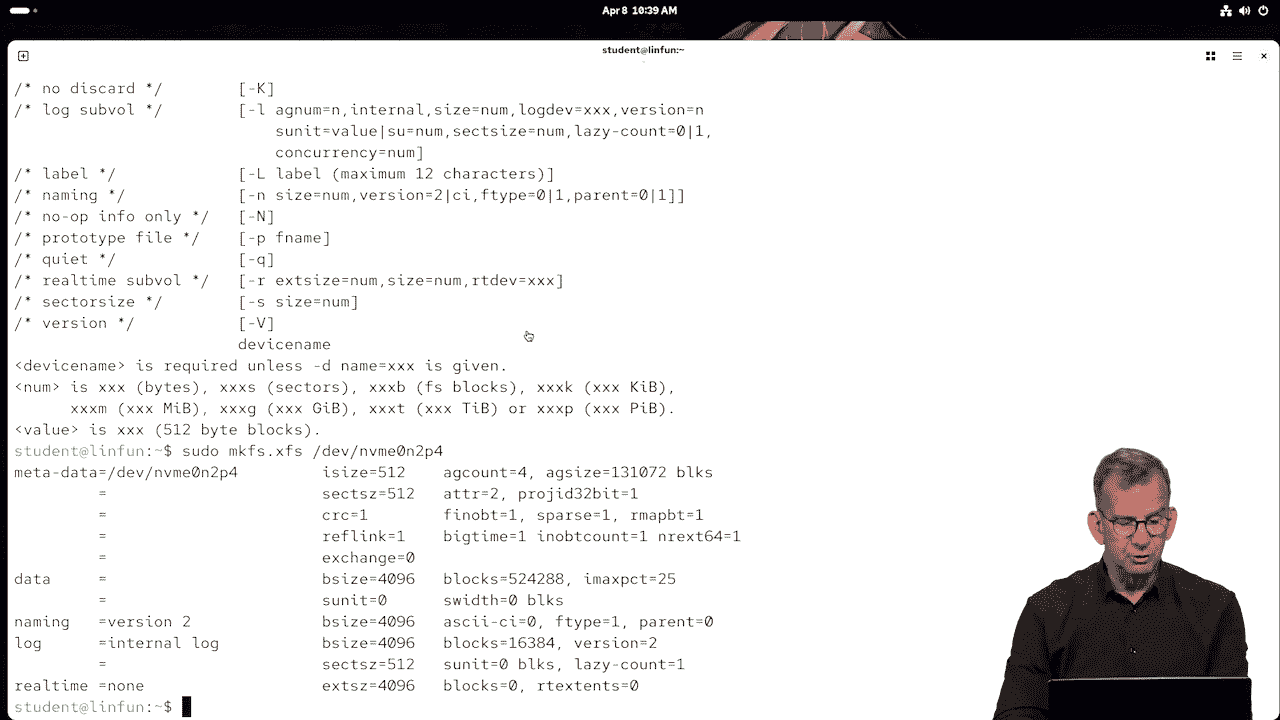 Apr 8 10:39 AM
student@linfun:~
/* no discard */ [-K]
/* log subvol */ [-l agnum=n,internal,size=num,logdev=xxx,version=n
sunit=value|su=num,sectsize=num,lazy-count=0|1,
concurrency=num]
/* label */ [-L label (maximum 12 characters)]
/* naming */ [-n size=num,version=2|ci,ftype=0|1,parent=0|1]]
/* no-op info only */ [-N]
/* prototype file */ [-p fname]
/* quiet */ [-q]
/* realtime subvol */ [-r extsize=num,size=num,rtdev=xxx]
/* sectorsize */ [-s size=num]
/* version */ [-V]
devicename
<devicename> is required unless -d name=xxx is given.
<num> is xxx (bytes), xxxs (sectors), xxxb (fs blocks), xxxk (xxx KiB),
xxxm (xxx MiB), xxxg (xxx GiB), xxxt (xxx TiB) or xxxp (xxx PiB).
<value> is xxx (512 byte blocks).
student@linfun:~$ sudo mkfs.xfs /dev/nvme0n2p4
meta-data=/dev/nvme0n2p4 isize=512 agcount=4, agsize=131072 blks
= sectsz=512 attr=2, projid32bit=1
= crc=1 finobt=1, sparse=1, rmapbt=1
= reflink=1 bigtime=1 inobtcount=1 nrext64=1
= exchange=0
data = bsize=4096 blocks=524288, imaxpct=25
= sunit=0 swidth=0 blks
naming =version 2 bsize=4096 ascii-ci=0, ftype=1, parent=0
log =internal log bsize=4096 blocks=16384, version=2
= sectsz=512 sunit=0 blks, lazy-count=1
realtime =none extsz=4096 blocks=0, rtextents=0
student@linfun:~$